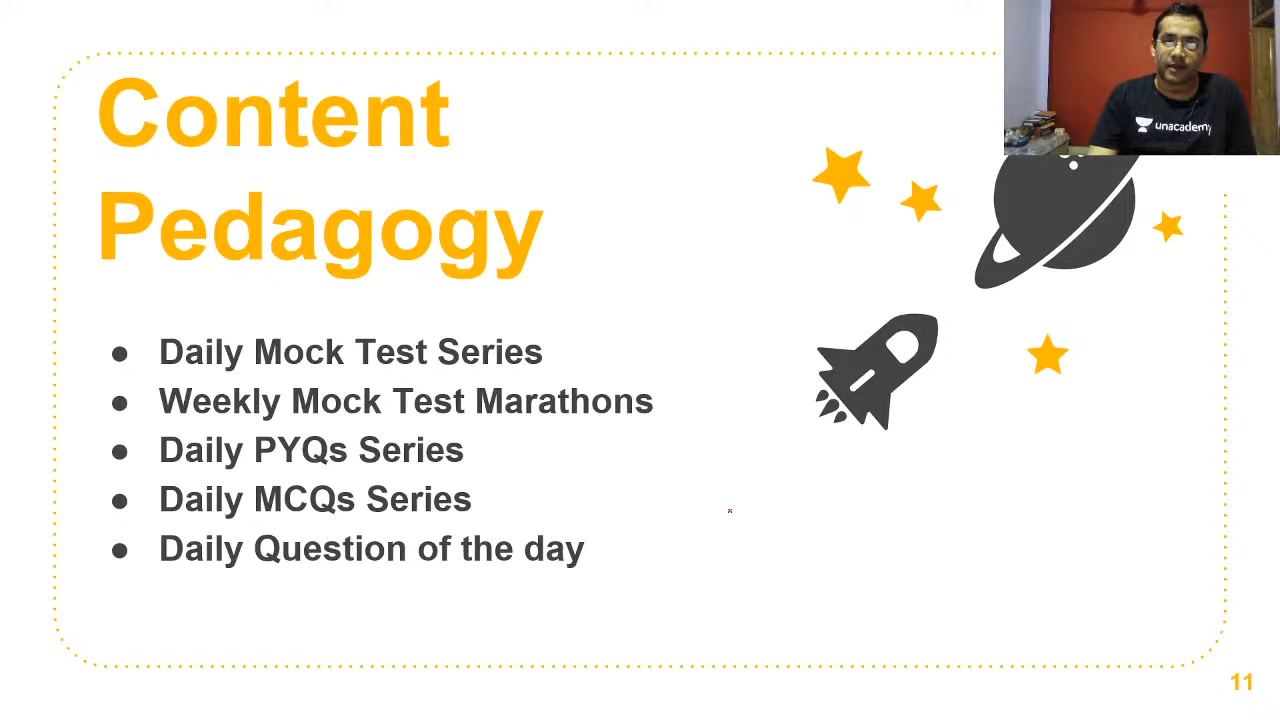 Content
Pedagogy
● Daily Mock Test Series
● Weekly Mock Test Marathons
● Daily PYQs Series
● Daily MCQs Series
● Daily Question of the day
unacademy
11